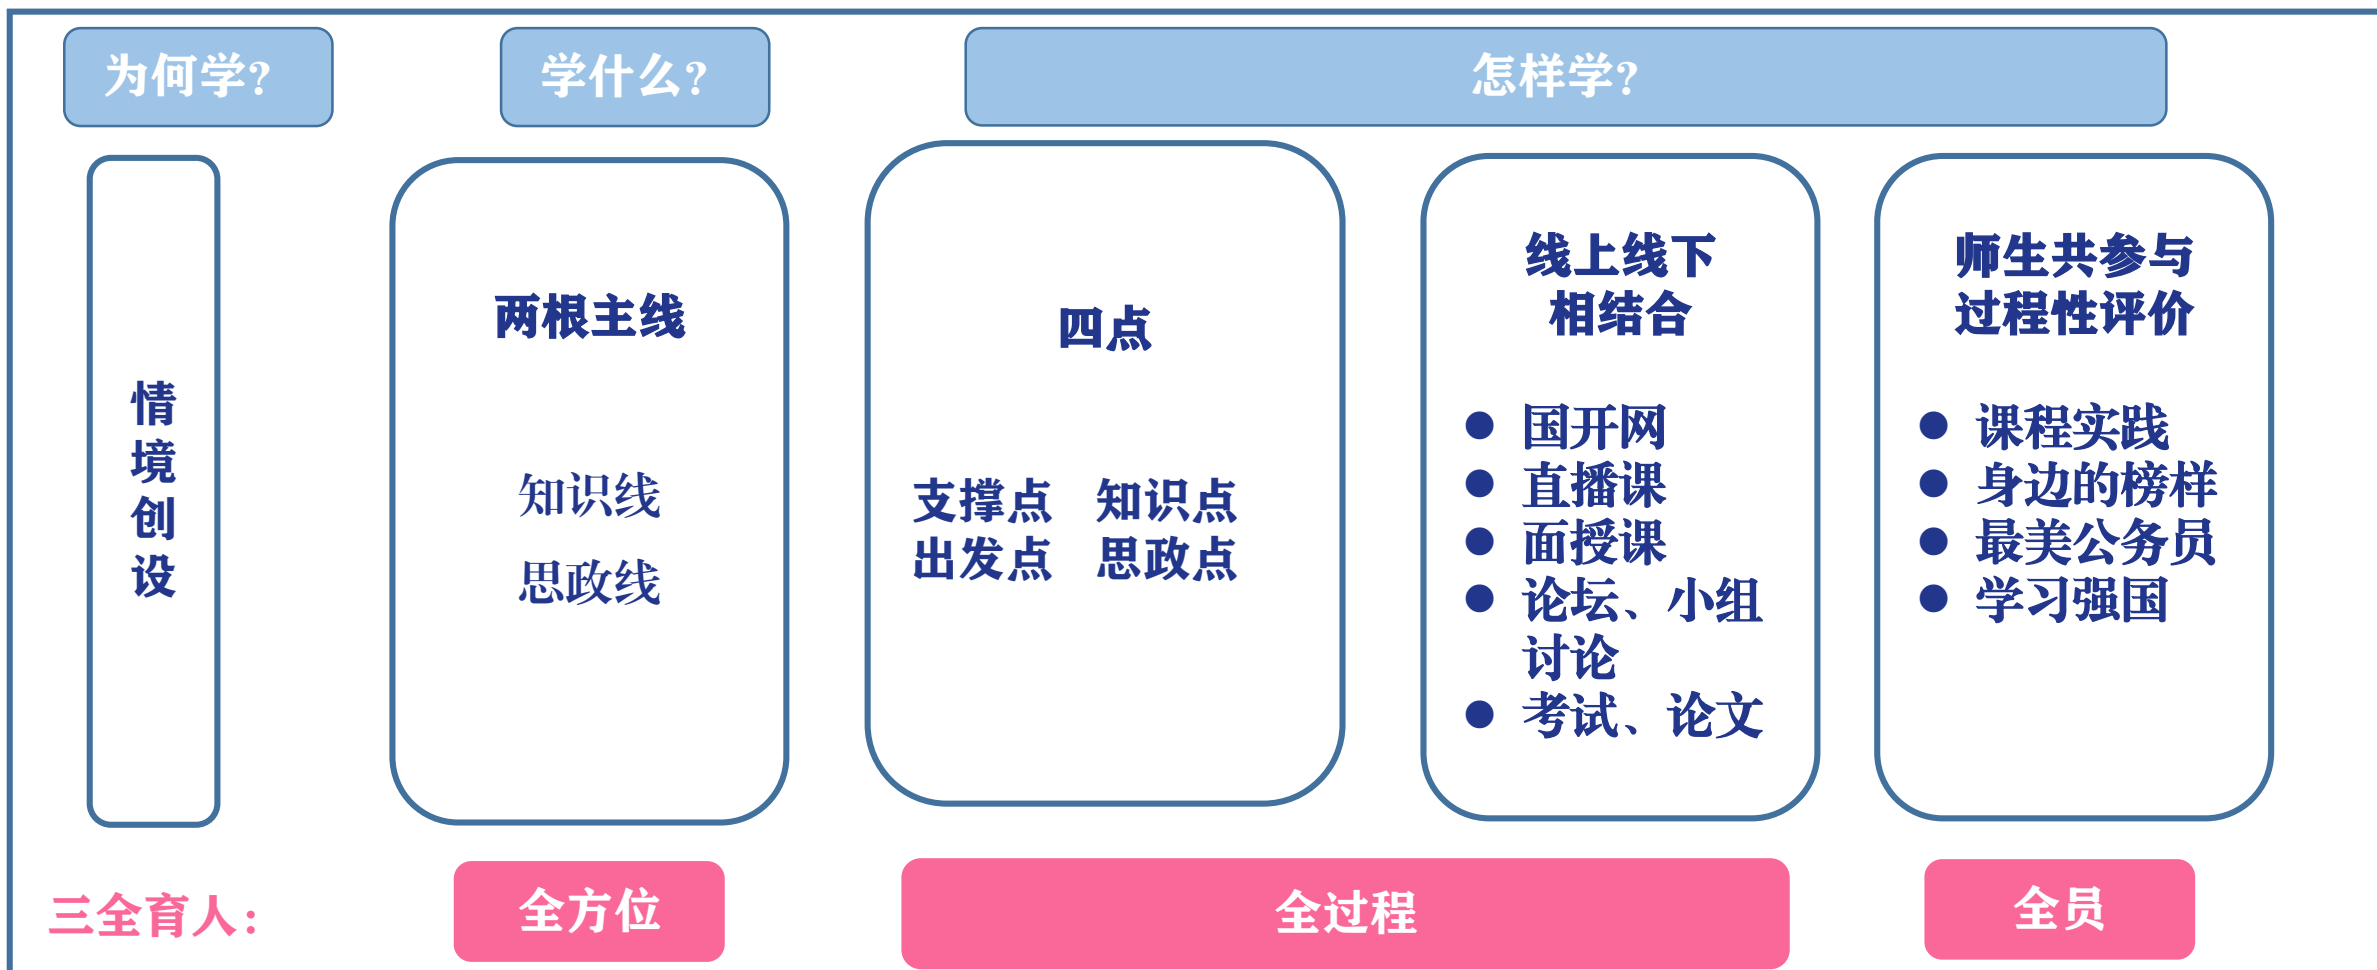 为何学?
学什么?
怎样学?
情
境
创
设
两根主线
知识线
思政线
四点
支撑点 知识点
出发点 思政点
线上线下
相结合
● 国开网
● 直播课
● 面授课
● 论坛、小组
讨论
● 考试、论文
师生共参与
过程性评价
● 课程实践
● 身边的榜样
● 最美公务员
● 学习强国
三全育人:
全方位
全过程
全员